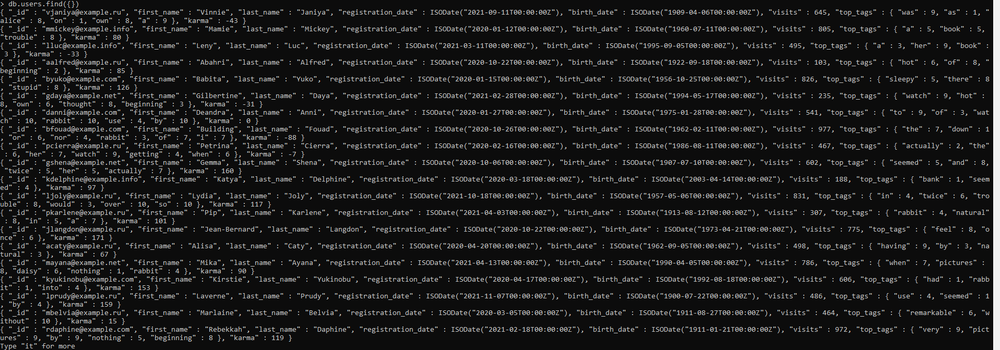 > db.users.find({})
{ "_id" : "vjaniya@example.ru", "first_name" : "Vinnie", "last_name" : "Janiya", "registration_date" : ISODate("2021-09-11T00:00:00Z"), "birth_date" : ISODate("1909-04-06T00:00:00Z"), "visits" : 645, "top_tags" : { "was" : 9, "as" : 1, "
alice" : 8, "on" : 1, "own" : 8, "a" : 9 }, "karma" : -43 }
{ "_id" : "mmickey@example.info", "first_name" : "Mamie", "last_name" : "Mickey", "registration_date" : ISODate("2020-01-12T00:00:00Z"), "birth_date" : ISODate("1960-07-11T00:00:00Z"), "visits" : 805, "top_tags" : { "a" : 5, "book" : 5,
"trouble" : 8 }, "karma" : 80 }
{ "_id" : "lluc@example.info", "first_name" : "Leny", "last_name" : "Luc", "registration_date" : ISODate("2021-03-11T00:00:00Z"), "birth_date" : ISODate("1995-09-05T00:00:00Z"), "visits" : 495, "top_tags" : { "a" : 3, "her" : 9, "book" :
 3 }, "karma" : -33 }
{ "_id" : "aalfred@example.ru", "first_name" : "Abahri", "last_name" : "Alfred", "registration_date" : ISODate("2020-10-22T00:00:00Z"), "birth_date" : ISODate("1922-09-18T00:00:00Z"), "visits" : 103, "top_tags" : { "hot" : 6, "of" : 8, "
beginning" : 2 }, "karma" : 85 }
{ "_id" : "byuko@example.com", "first_name" : "Babita", "last_name" : "Yuko", "registration_date" : ISODate("2020-01-15T00:00:00Z"), "birth_date" : ISODate("1956-10-25T00:00:00Z"), "visits" : 826, "top_tags" : { "sleepy" : 5, "there" : 8
, "stupid" : 8 }, "karma" : 126 }
{ "_id" : "gdaya@example.net", "first_name" : "Gilbertine", "last_name" : "Daya", "registration_date" : ISODate("2021-02-28T00:00:00Z"), "birth_date" : ISODate("1994-05-17T00:00:00Z"), "visits" : 235, "top_tags" : { "watch" : 9, "hot" :
8, "own" : 6, "thought" : 8, "beginning" : 3 }, "karma" : -31 }
{ "_id" : "danni@example.com", "first_name" : "Deandra", "last_name" : "Anni", "registration_date" : ISODate("2020-01-27T00:00:00Z"), "birth_date" : ISODate("1975-01-28T00:00:00Z"), "visits" : 541, "top_tags" : { "to" : 9, "of" : 3, "wat
ch" : 10, "rabbit" : 10, "use" : 4, "by" : 10 }, "karma" : 0 }
{ "_id" : "bfouad@example.com", "first_name" : "Building", "last_name" : "Fouad", "registration_date" : ISODate("2020-10-26T00:00:00Z"), "birth_date" : ISODate("1962-02-11T00:00:00Z"), "visits" : 977, "top_tags" : { "the" : 7, "down" : 1
, "or" : 6, "nor" : 4, "rabbit" : 3, "of" : 7, "i" : 7 }, "karma" : -88 }
{ "_id" : "pcierra@example.ru", "first_name" : "Petrina", "last_name" : "Cierra", "registration_date" : ISODate("2020-02-16T00:00:00Z"), "birth_date" : ISODate("1986-08-11T00:00:00Z"), "visits" : 467, "top_tags" : { "actually" : 2, "the"
 : 6, "her" : 7, "watch" : 9, "getting" : 4, "when" : 6 }, "karma" : -7 }
{ "_id" : "gshena@example.net", "first_name" : "Gemma", "last_name" : "Shena", "registration_date" : ISODate("2020-10-06T00:00:00Z"), "birth_date" : ISODate("1907-07-10T00:00:00Z"), "visits" : 602, "top_tags" : { "seemed" : 5, "and" : 8,
 "twice" : 5, "her" : 5, "actually" : 7 }, "karma" : 160 }
{ "_id" : "kdelphine@example.info", "first_name" : "Katya", "last_name" : "Delphine", "registration_date" : ISODate("2020-03-18T00:00:00Z"), "birth_date" : ISODate("2003-04-14T00:00:00Z"), "visits" : 188, "top_tags" : { "bank" : 1, "seem
ed" : 4 }, "karma" : 97 }
{ "_id" : "ljoly@example.ru", "first_name" : "Lydia", "last_name" : "Joly", "registration_date" : ISODate("2021-10-18T00:00:00Z"), "birth_date" : ISODate("1957-05-06T00:00:00Z"), "visits" : 831, "top_tags" : { "in" : 4, "twice" : 6, "tro
uble" : 8, "would" : 3, "over" : 10, "so" : 10 }, "karma" : 117 }
{ "_id" : "pkarlene@example.ru", "first_name" : "Pip", "last_name" : "Karlene", "registration_date" : ISODate("2021-04-03T00:00:00Z"), "birth_date" : ISODate("1913-08-12T00:00:00Z"), "visits" : 307, "top_tags" : { "rabbit" : 4, "natural"
 : 8, "in" : 5, "a" : 7 }, "karma" : 101 }
{ "_id" : "jlangdon@example.ru", "first_name" : "Jean-Bernard", "last_name" : "Langdon", "registration_date" : ISODate("2020-10-22T00:00:00Z"), "birth_date" : ISODate("1973-04-21T00:00:00Z"), "visits" : 775, "top_tags" : { "feel" : 8, "o
nce" : 6 }, "karma" : 171 }
{ "_id" : "acaty@example.ru", "first_name" : "Alisa", "last_name" : "Caty", "registration_date" : ISODate("2020-04-20T00:00:00Z"), "birth_date" : ISODate("1962-09-05T00:00:00Z"), "visits" : 498, "top_tags" : { "having" : 9, "by" : 3, "na
tural" : 3 }, "karma" : 67 }
{ "_id" : "mayana@example.net", "first_name" : "Mika", "last_name" : "Ayana", "registration_date" : ISODate("2021-04-13T00:00:00Z"), "birth_date" : ISODate("1990-04-05T00:00:00Z"), "visits" : 786, "top_tags" : { "when" : 7, "pictures" :
8, "daisy" : 6, "nothing" : 1, "rabbit" : 4 }, "karma" : 90 }
{ "_id" : "kyukinobu@example.com", "first_name" : "Kirstie", "last_name" : "Yukinobu", "registration_date" : ISODate("2020-04-17T00:00:00Z"), "birth_date" : ISODate("1992-08-18T00:00:00Z"), "visits" : 606, "top_tags" : { "had" : 1, "rabb
it" : 1, "into" : 4 }, "karma" : 153 }
{ "_id" : "lprudy@example.ru", "first_name" : "Laverne", "last_name" : "Prudy", "registration_date" : ISODate("2021-11-07T00:00:00Z"), "birth_date" : ISODate("1900-07-22T00:00:00Z"), "visits" : 486, "top_tags" : { "use" : 4, "seemed" : 1
, "by" : 4 }, "karma" : 159 }
{ "_id" : "mbelvia@example.ru", "first_name" : "Marlaine", "last_name" : "Belvia", "registration_date" : ISODate("2020-03-05T00:00:00Z"), "birth_date" : ISODate("1911-08-27T00:00:00Z"), "visits" : 464, "top_tags" : { "remarkable" : 6, "w
ithout" : 10 }, "karma" : 15 }
{ "_id" : "rdaphine@example.com", "first_name" : "Rebekkah", "last_name" : "Daphine", "registration_date" : ISODate("2021-02-18T00:00:00Z"), "birth_date" : ISODate("1911-01-21T00:00:00Z"), "visits" : 972, "top_tags" : { "very" : 9, "pict
ures" : 9, "by" : 9, "nothing" : 5, "beginning" : 8 }, "karma" : 119 }
Type "it" for more